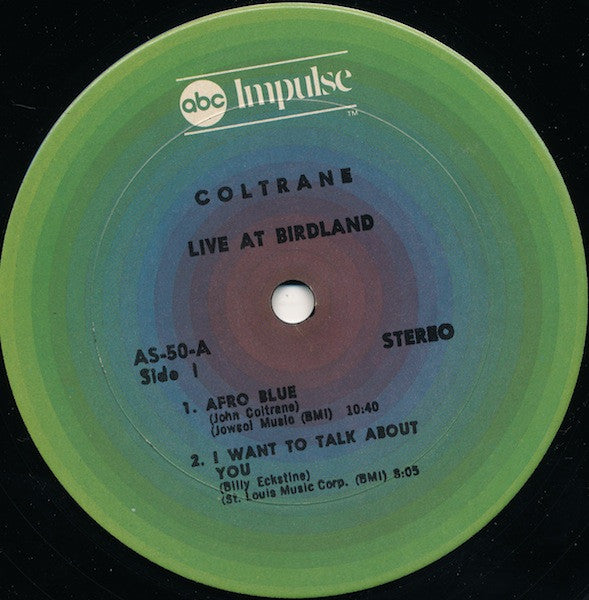 abc Impulse
TM
COLTRANE
LIVE AT BIRDLAND
AS-50-A
Side 1
STEREO
1. AFRO BLUE
(John Coltrane)
(Jowsol Music (BMI) 10:40
2. I WANT TO TALK ABOUT
YOU
(Billy Eckstine)
(St. Louis Music Corp. (BMI) 8:05